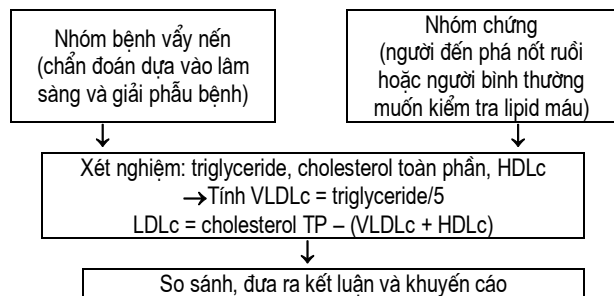 Nhóm bệnh vẩy nến
(chẩn đoán dựa vào lâm
sàng và giải phẫu bệnh)
Nhóm chứng
(người đến phá nốt ruồi
hoặc người bình thường
muốn kiểm tra lipid máu)
Xét nghiệm: triglyceride, cholesterol toàn phần, HDLc
→Tính VLDLc = triglyceride/5
LDLc = cholesterol TP – (VLDLc + HDLc)
So sánh, đưa ra kết luận và khuyến cáo